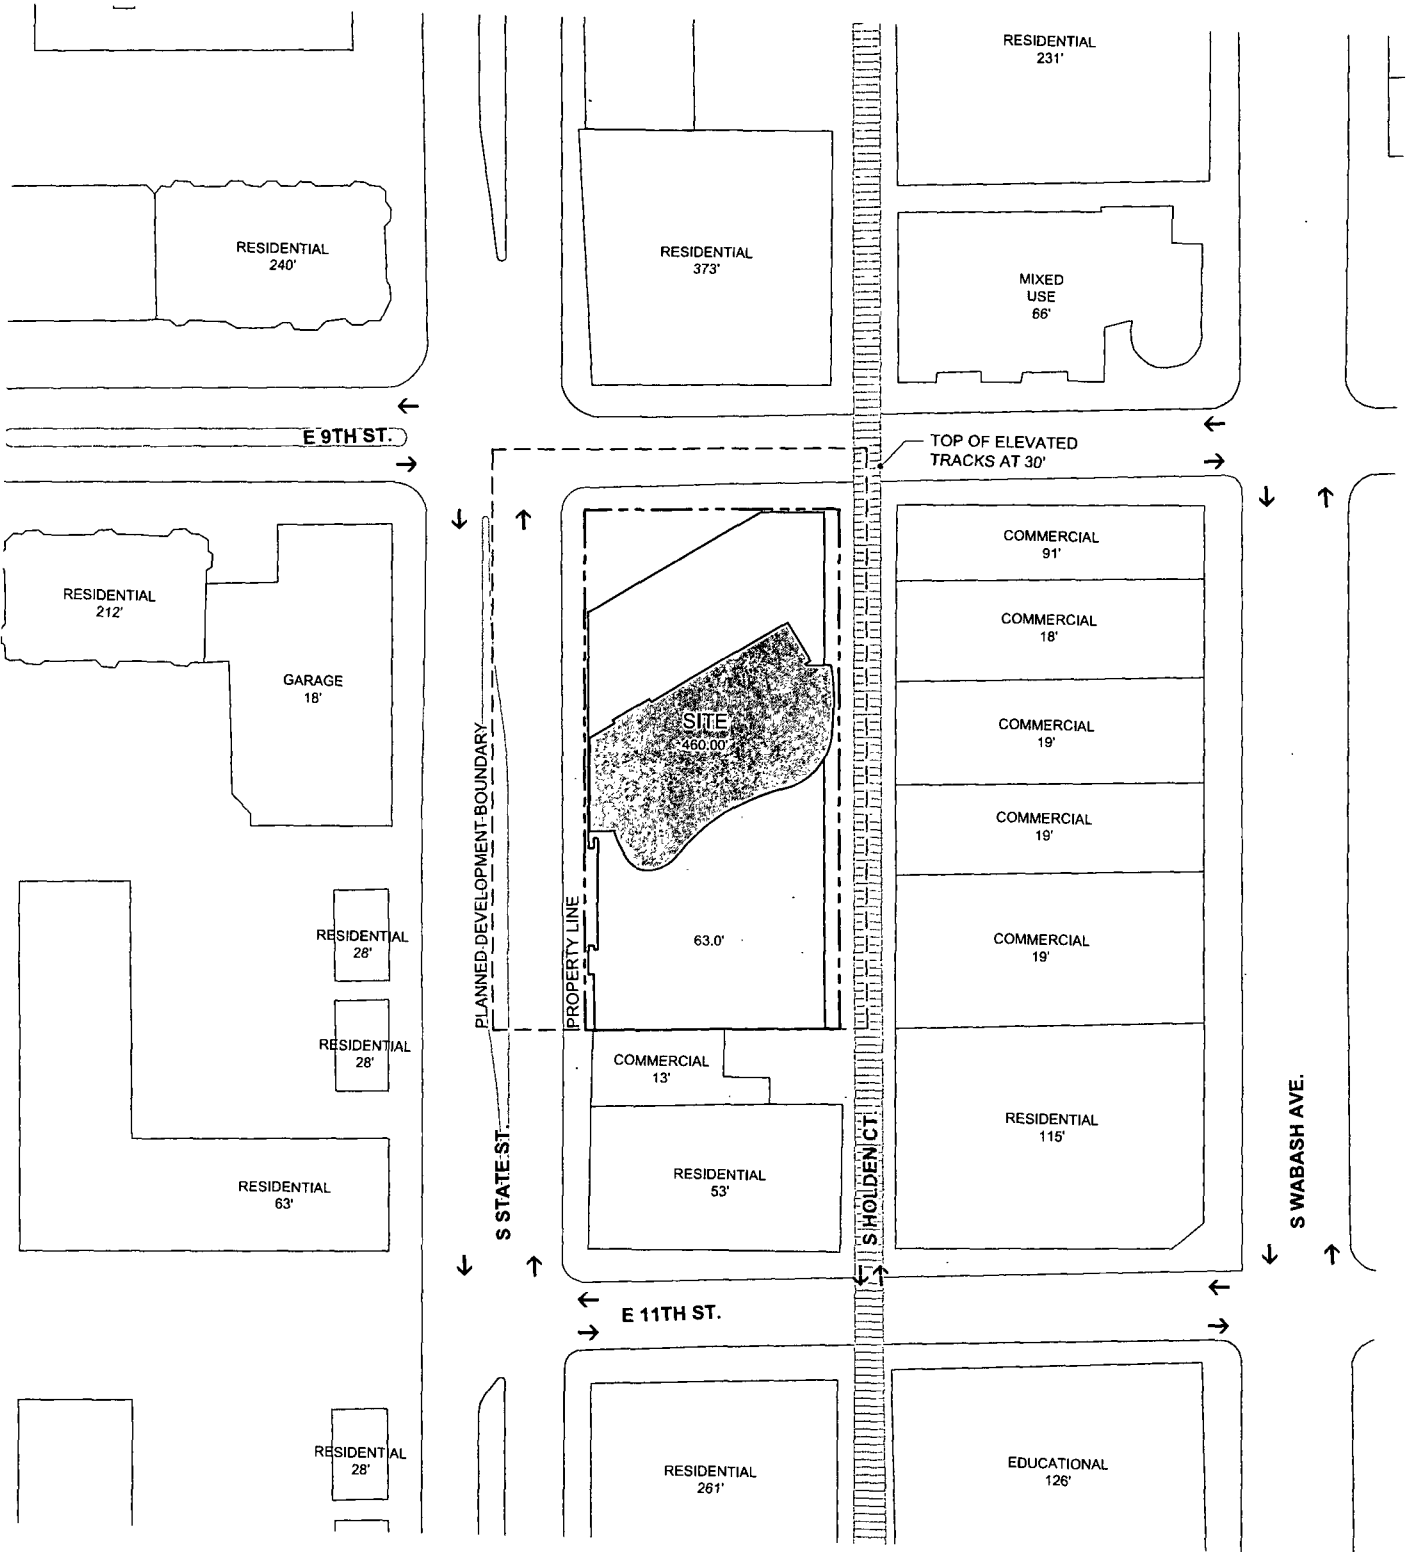 RESIDENTIAL
231'
RESIDENTIAL
240'
RESIDENTIAL
373'
MIXED
USE
66'
E 9TH ST.
TOP OF ELEVATED
TRACKS AT 30'
COMMERCIAL
91'
RESIDENTIAL
212'
COMMERCIAL
18'
GARAGE
18'
SITE
460.00'
COMMERCIAL
19'
COMMERCIAL
19'
PLANNED DEVELOPMENT BOUNDARY
PROPERTY LINE
RESIDENTIAL
28'
63.0'
COMMERCIAL
19'
RESIDENTIAL
28'
COMMERCIAL
13'
RESIDENTIAL
115'
S STATE ST.
S HOLDEN CT.
S WABASH AVE.
RESIDENTIAL
63'
RESIDENTIAL
53'
E 11TH ST.
RESIDENTIAL
28'
RESIDENTIAL
261'
EDUCATIONAL
126'